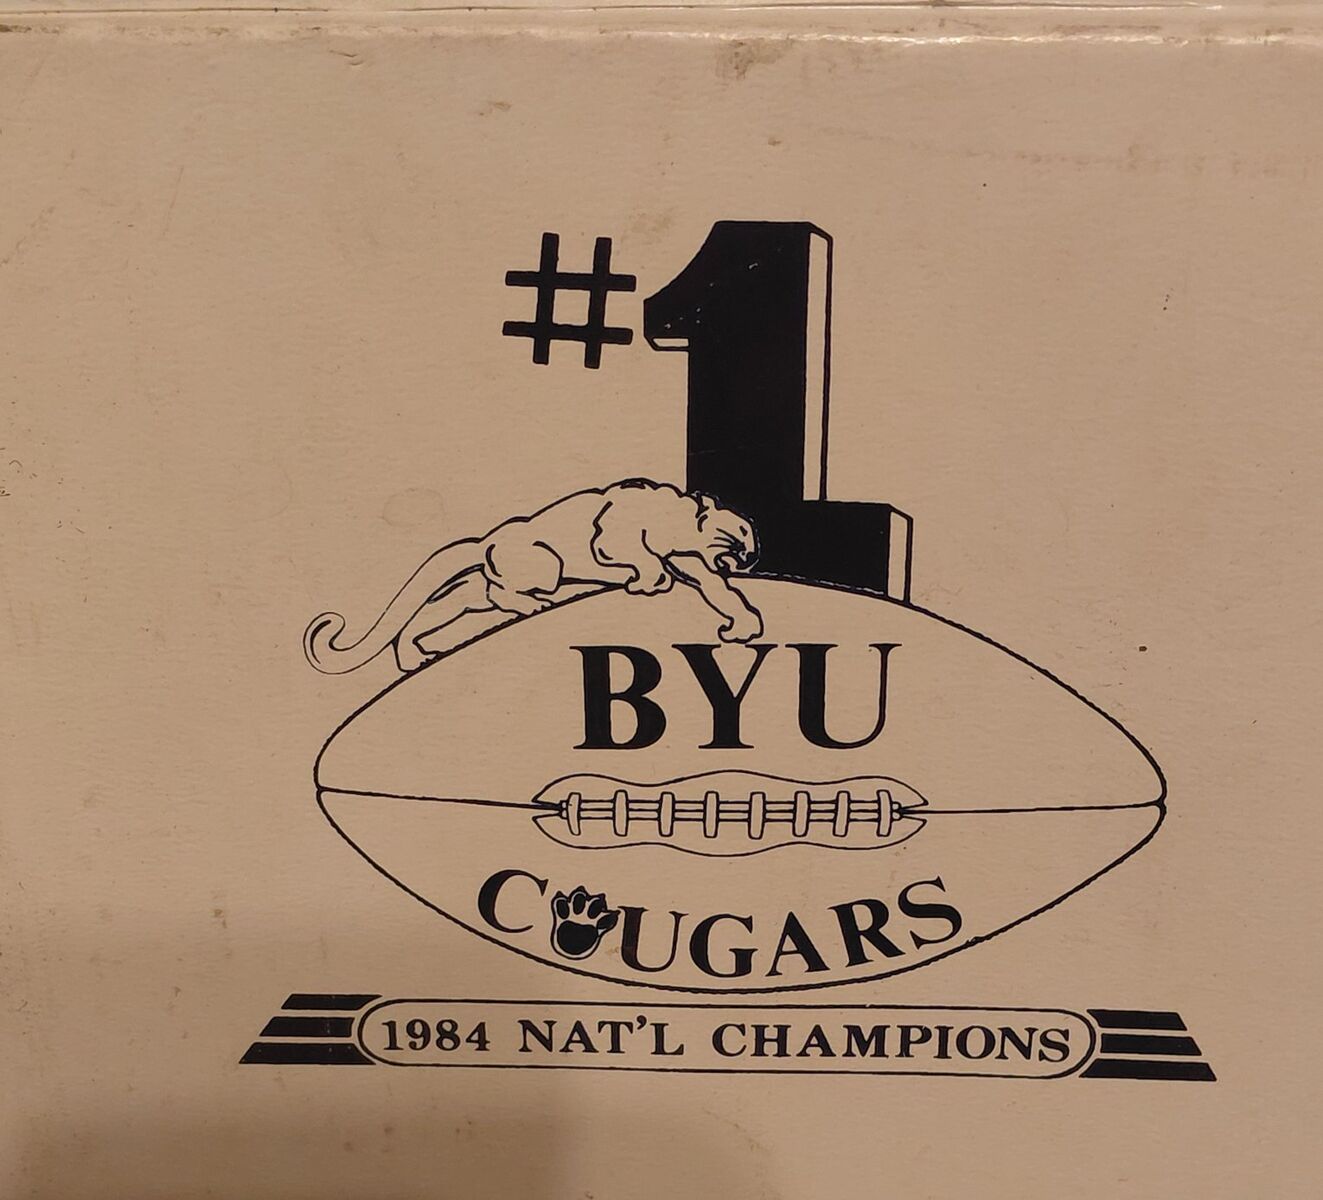 #1
BYU
COUGARS
1984 NAT'L CHAMPIONS